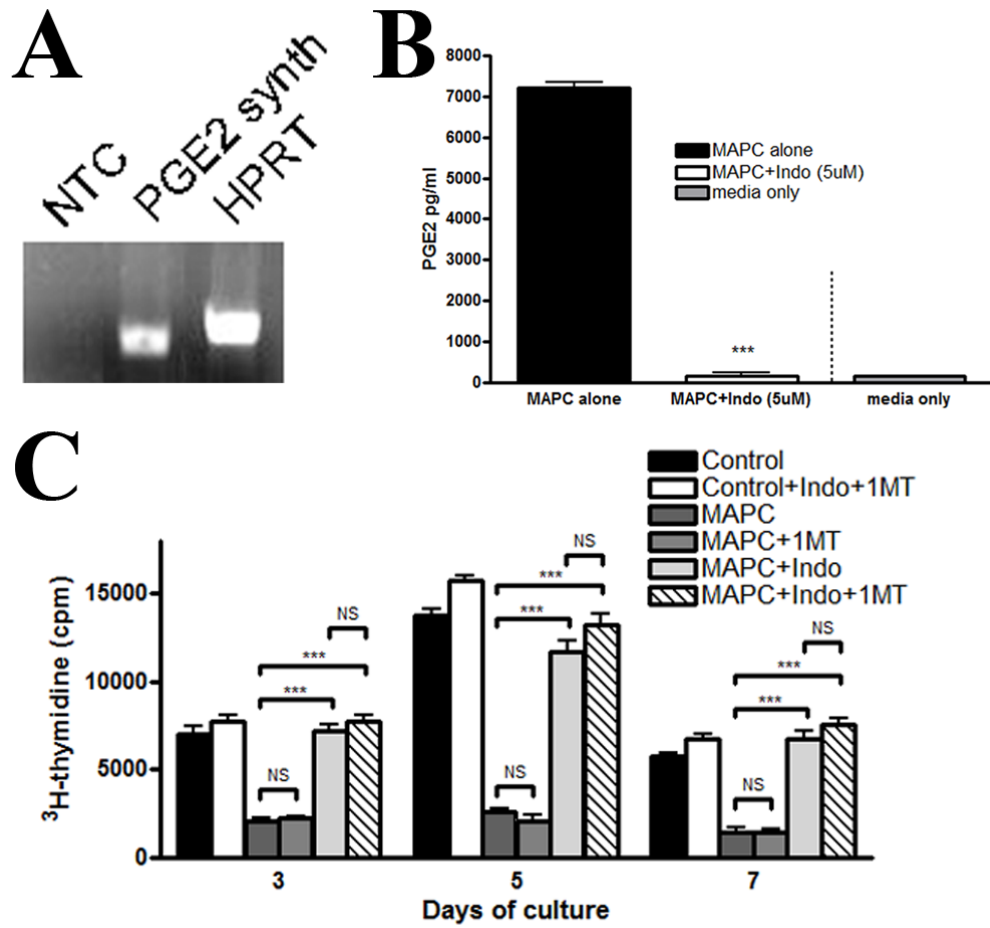 A
NTC
PGE2 synth
HPRT
B
8000
7000
6000
5000
4000
3000
2000
1000
0
PGE2 pg/ml
MAPC alone
MAPC+Indo (5uM)
media only
***
MAPC alone
MAPC+Indo (5uM)
media only
C
Control
Control+Indo+1MT
MAPC
MAPC+1MT
MAPC+Indo
MAPC+Indo+1MT
³H-thymidine (cpm)
15000
10000
5000
0
NS
***
***
NS
NS
***
***
NS
NS
***
***
NS
3
5
7
Days of culture